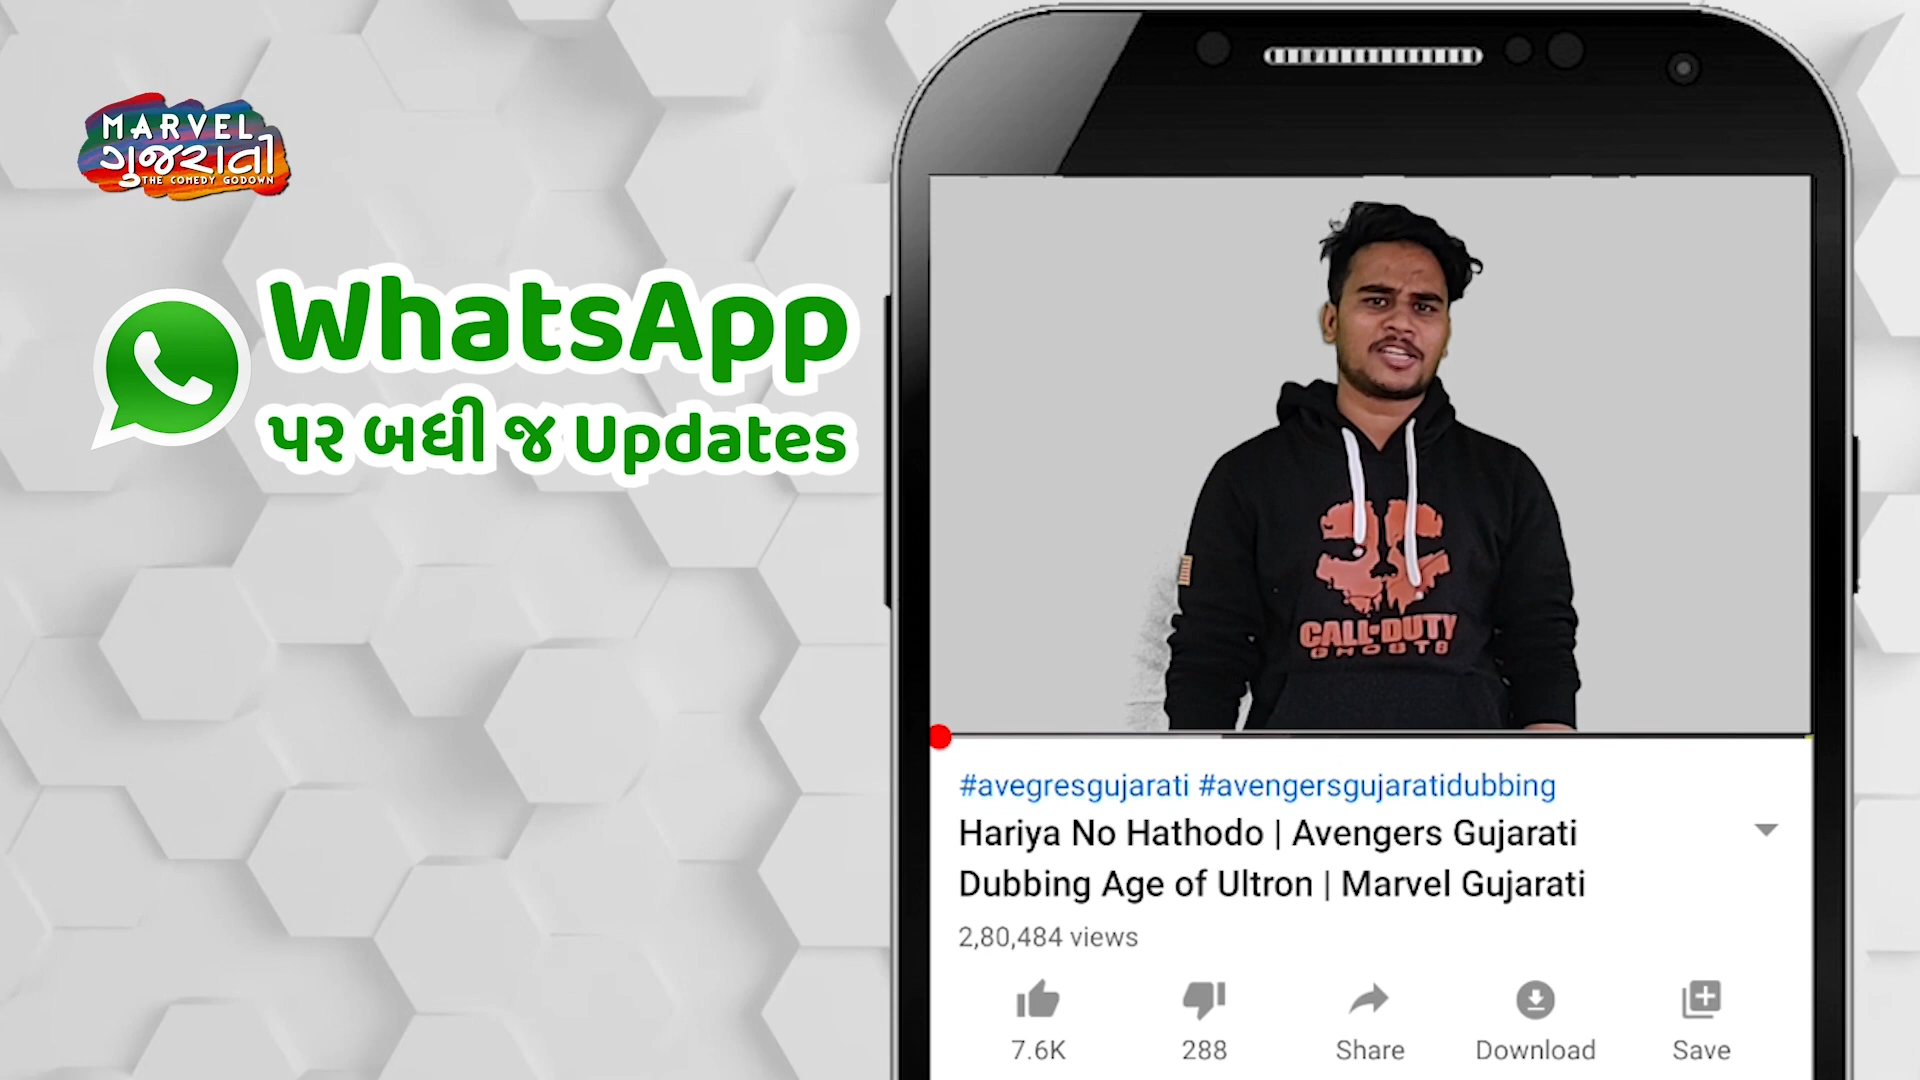 MARVEL
ગુજરાતી
THE COMEDY GODOWN
WhatsApp
પર બધી જ Updates
CALL OF DUTY
GHOSTS
#avegresgujarati #avengersgujaratidubbing
Hariya No Hathodo | Avengers Gujarati
Dubbing Age of Ultron | Marvel Gujarati
2,80,484 views
7.6K 288 Share Download Save